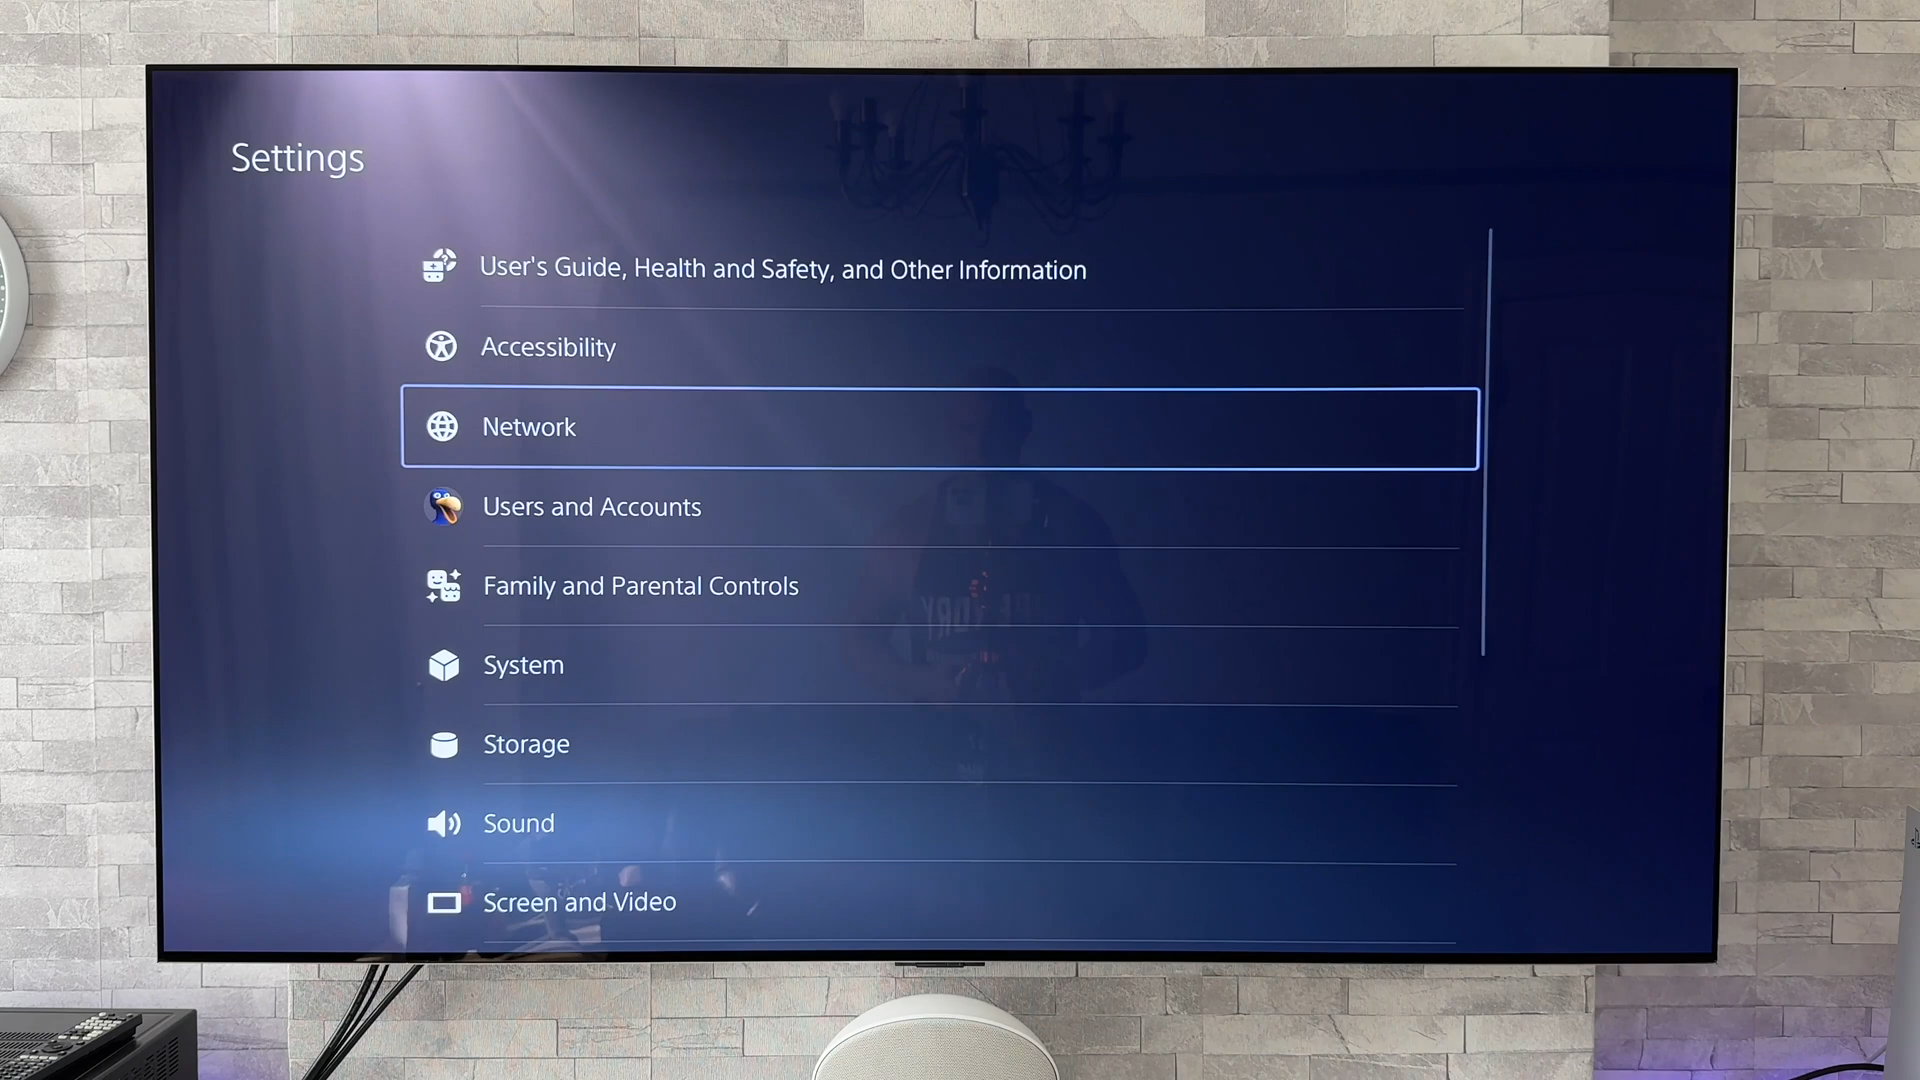 Settings
User's Guide, Health and Safety, and Other Information
Accessibility
Network
Users and Accounts
Family and Parental Controls
System
Storage
Sound
Screen and Video